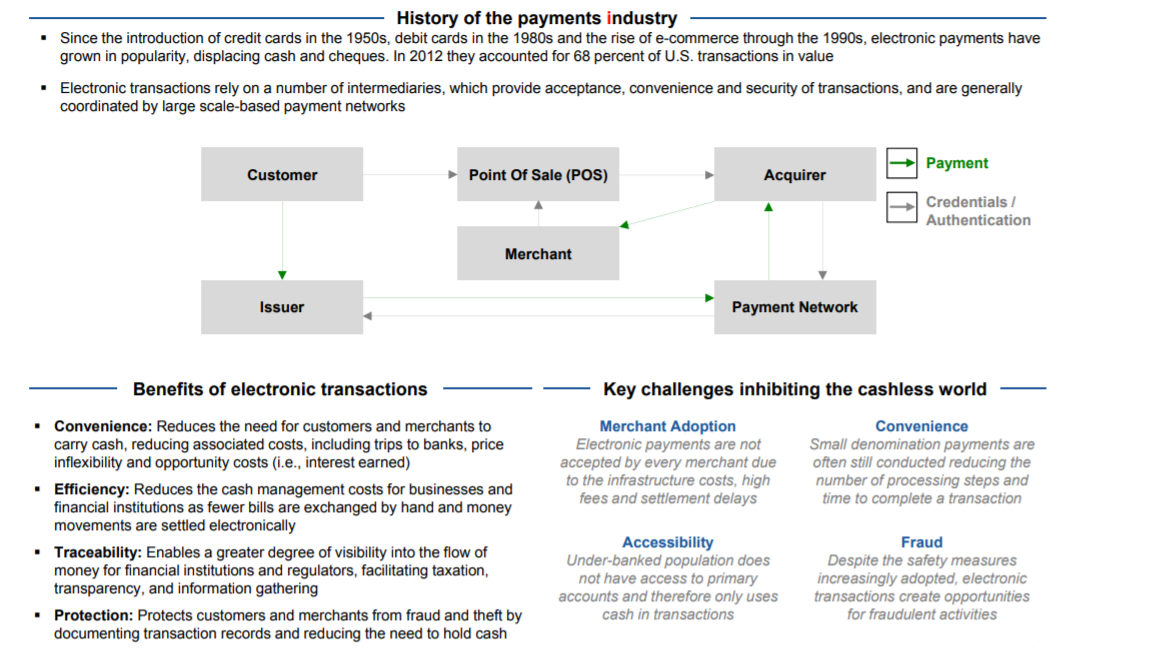 History of the payments industry
▪ Since the introduction of credit cards in the 1950s, debit cards in the 1980s and the rise of e-commerce through the 1990s, electronic payments have
grown in popularity, displacing cash and cheques. In 2012 they accounted for 68 percent of U.S. transactions in value
▪ Electronic transactions rely on a number of intermediaries, which provide acceptance, convenience and security of transactions, and are generally
coordinated by large scale-based payment networks
Customer
Point Of Sale (POS)
Acquirer
Payment
Credentials /
Authentication
Merchant
Issuer
Payment Network
Benefits of electronic transactions
▪ Convenience: Reduces the need for customers and merchants to
carry cash, reducing associated costs, including trips to banks, price
inflexibility and opportunity costs (i.e., interest earned)
▪ Efficiency: Reduces the cash management costs for businesses and
financial institutions as fewer bills are exchanged by hand and money
movements are settled electronically
▪ Traceability: Enables a greater degree of visibility into the flow of
money for financial institutions and regulators, facilitating taxation,
transparency, and information gathering
▪ Protection: Protects customers and merchants from fraud and theft by
documenting transaction records and reducing the need to hold cash
Key challenges inhibiting the cashless world
Merchant Adoption
Electronic payments are not
accepted by every merchant due
to the infrastructure costs, high
fees and settlement delays
Convenience
Small denomination payments are
often still conducted reducing the
number of processing steps and
time to complete a transaction
Accessibility
Under-banked population does
not have access to primary
accounts and therefore only uses
cash in transactions
Fraud
Despite the safety measures
increasingly adopted, electronic
transactions create opportunities
for fraudulent activities